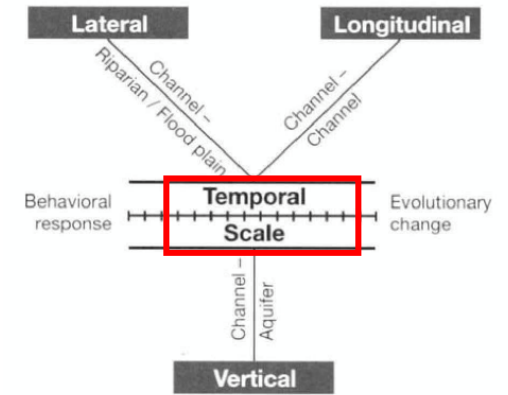 Lateral
Longitudinal
Channel –
Riparian / Flood plain
Channel –
Channel
Temporal
Scale
Behavioral
response
Evolutionary
change
Channel –
Aquifer
Vertical